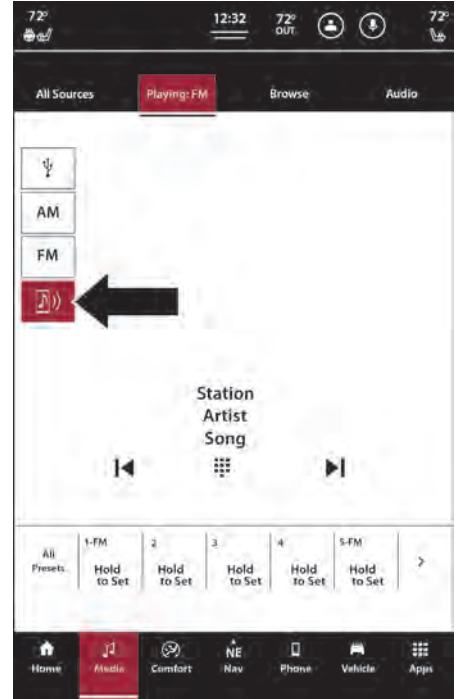 72°
12:32
72°
OUT
72°
All Sources
Playing: FM
Browse
Audio
AM
FM
Station
Artist
Song
All
Presets
1-FM
Hold
to Set
2
Hold
to Set
3
Hold
to Set
4
Hold
to Set
5-FM
Hold
to Set
>
Home
Media
Comfort
NE
Nav
Phone
Vehicle
Apps